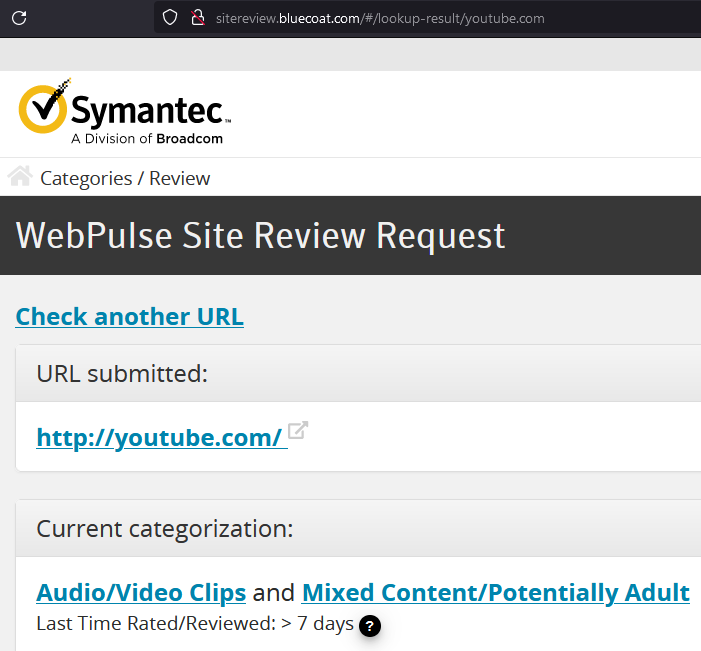 sitereview.bluecoat.com/#/lookup-result/youtube.com
Symantec™
A Division of Broadcom
Categories / Review
WebPulse Site Review Request
Check another URL
URL submitted:
http://youtube.com/
Current categorization:
Audio/Video Clips and Mixed Content/Potentially Adult
Last Time Rated/Reviewed: > 7 days ?